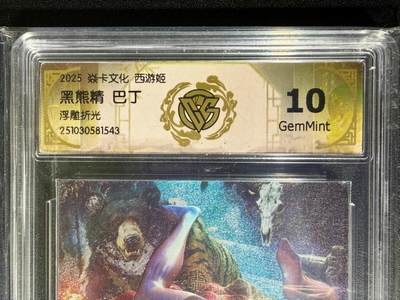 2025 焱卡文化 西游姬
黑熊精 巴丁
浮雕折光
251030581543
10
GemMint